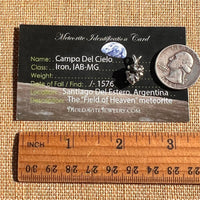 Meteorite Identification Card
Name: Campo Del Cielo
Class: Iron, IAB-MG
Weight:
Date of Fall / Find: -/- 1576
Location: Santiago Del Estero, Argentina
The "Field of Heaven" meteorite
1 2 3